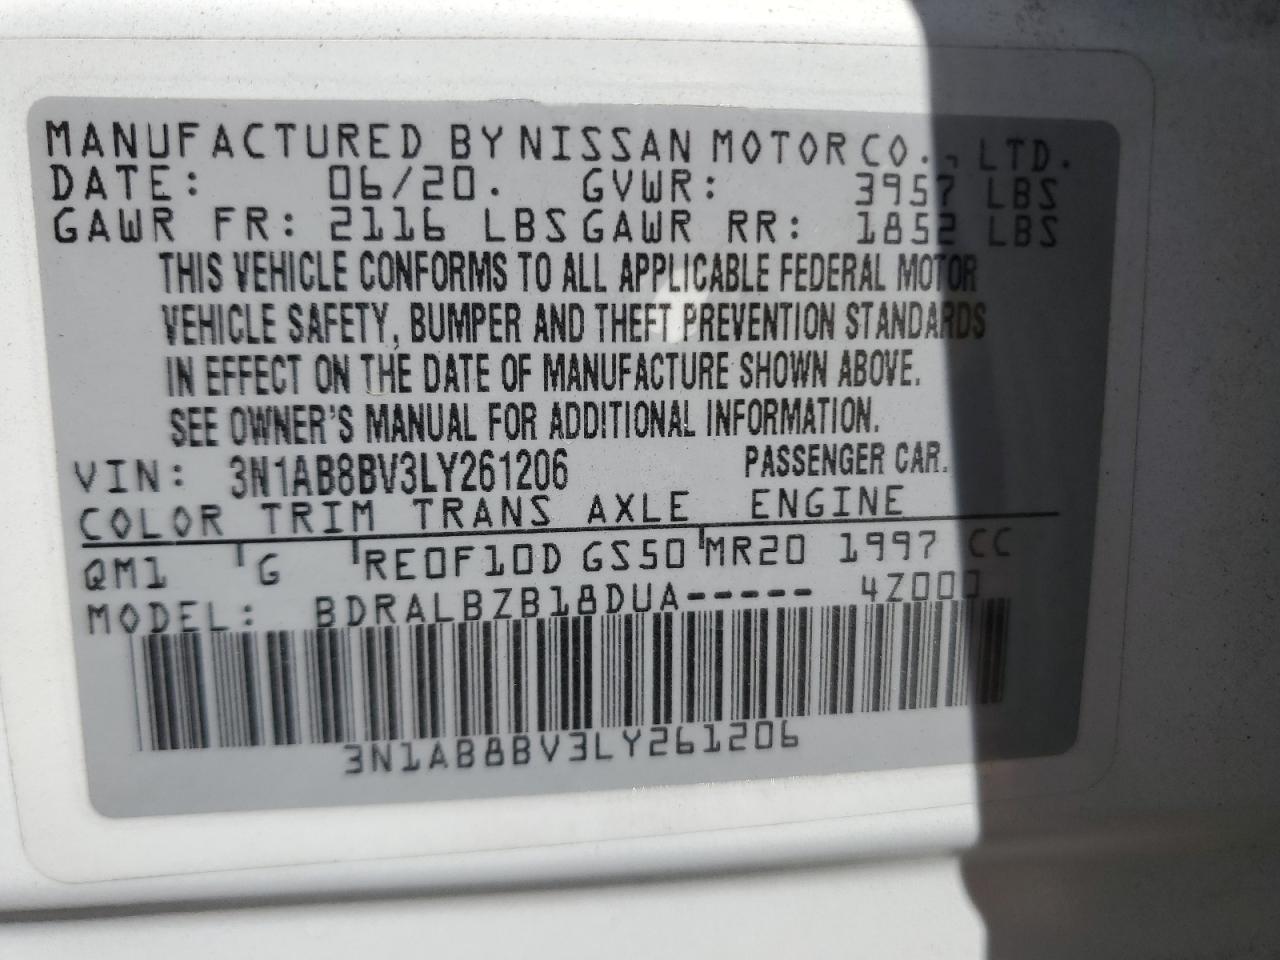 MANUFACTURED BY NISSAN MOTOR CO., LTD.
DATE: 06/20. GVWR: 3957 LBS
GAWR FR: 2116 LBS GAWR RR: 1852 LBS
THIS VEHICLE CONFORMS TO ALL APPLICABLE FEDERAL MOTOR
VEHICLE SAFETY, BUMPER AND THEFT PREVENTION STANDARDS
IN EFFECT ON THE DATE OF MANUFACTURE SHOWN ABOVE.
SEE OWNER'S MANUAL FOR ADDITIONAL INFORMATION.
VIN: 3N1AB8BV3LY261206 PASSENGER CAR.
COLOR TRIM TRANS AXLE ENGINE
QM1 G RE0F10D GS50 MR20 1997 CC
MODEL: BDRALBZB18DUA----- 4Z000
3N1AB8BV3LY261206